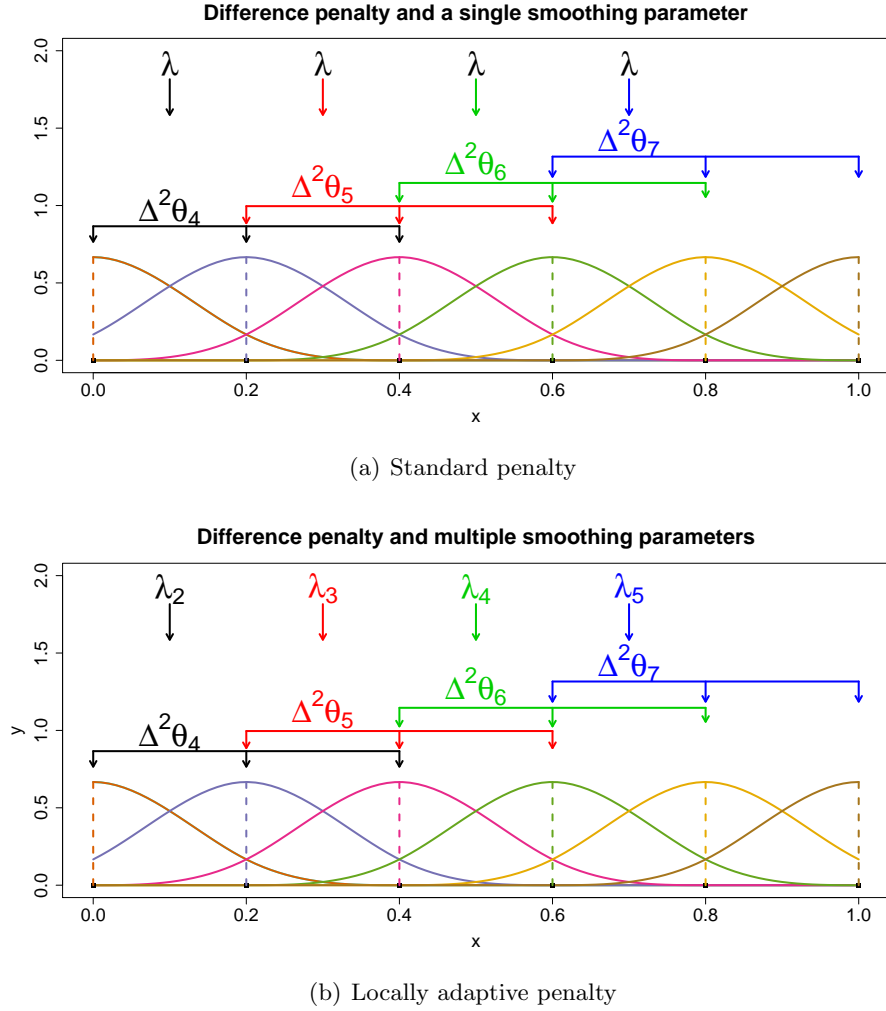 Difference penalty and a single smoothing parameter
λ λ λ λ
2.0
1.5
1.0
0.5
0.0
Δ²θ₇
Δ²θ₆
Δ²θ₅
Δ²θ₄
0.0 0.2 0.4 0.6 0.8 1.0
x
(a) Standard penalty
Difference penalty and multiple smoothing parameters
λ₂ λ₃ λ₄ λ₅
2.0
1.5
1.0
0.5
0.0
y
Δ²θ₇
Δ²θ₆
Δ²θ₅
Δ²θ₄
0.0 0.2 0.4 0.6 0.8 1.0
x
(b) Locally adaptive penalty